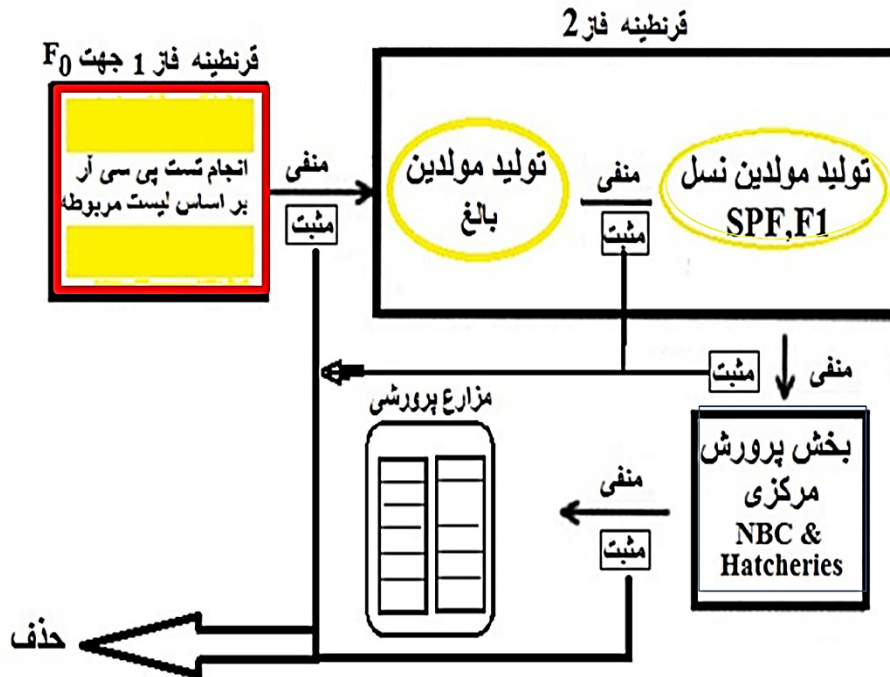 قرنطینه فاز 1 جهت F0
قرنطینه فاز 2
انجام تست پی سی آر
بر اساس لیست مربوطه
منفی
مثبت
تولید مولدین
بالغ
منفی
مثبت
تولید مولدین نسل
SPF,F1
منفی
مثبت
بخش پرورش
مرکزی
NBC &
Hatcheries
منفی
مثبت
مزارع پرورشی
حذف